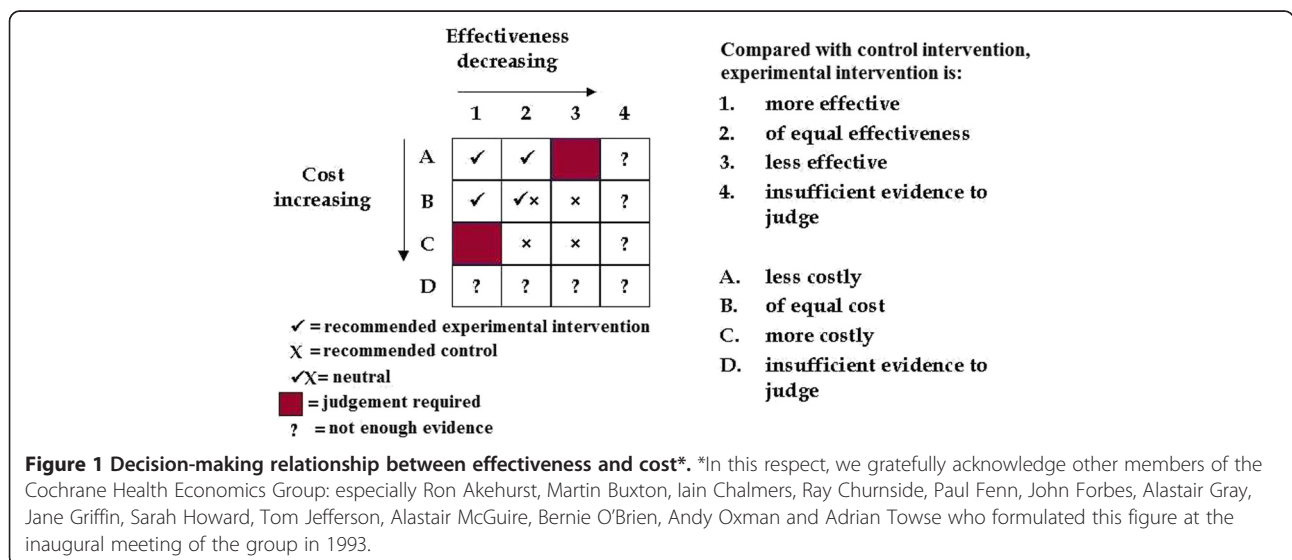 Effectiveness
decreasing
1 2 3 4
Cost
increasing
A ✓ ✓ ?
B ✓ ✓× × ?
C × × ?
D ? ? ? ?
✓ = recommended experimental intervention
X = recommended control
✓X= neutral
= judgement required
? = not enough evidence
Compared with control intervention,
experimental intervention is:
1. more effective
2. of equal effectiveness
3. less effective
4. insufficient evidence to
judge
A. less costly
B. of equal cost
C. more costly
D. insufficient evidence to
judge
Figure 1 Decision-making relationship between effectiveness and cost*. *In this respect, we gratefully acknowledge other members of the
Cochrane Health Economics Group: especially Ron Akehurst, Martin Buxton, Iain Chalmers, Ray Churnside, Paul Fenn, John Forbes, Alastair Gray,
Jane Griffin, Sarah Howard, Tom Jefferson, Alastair McGuire, Bernie O'Brien, Andy Oxman and Adrian Towse who formulated this figure at the
inaugural meeting of the group in 1993.